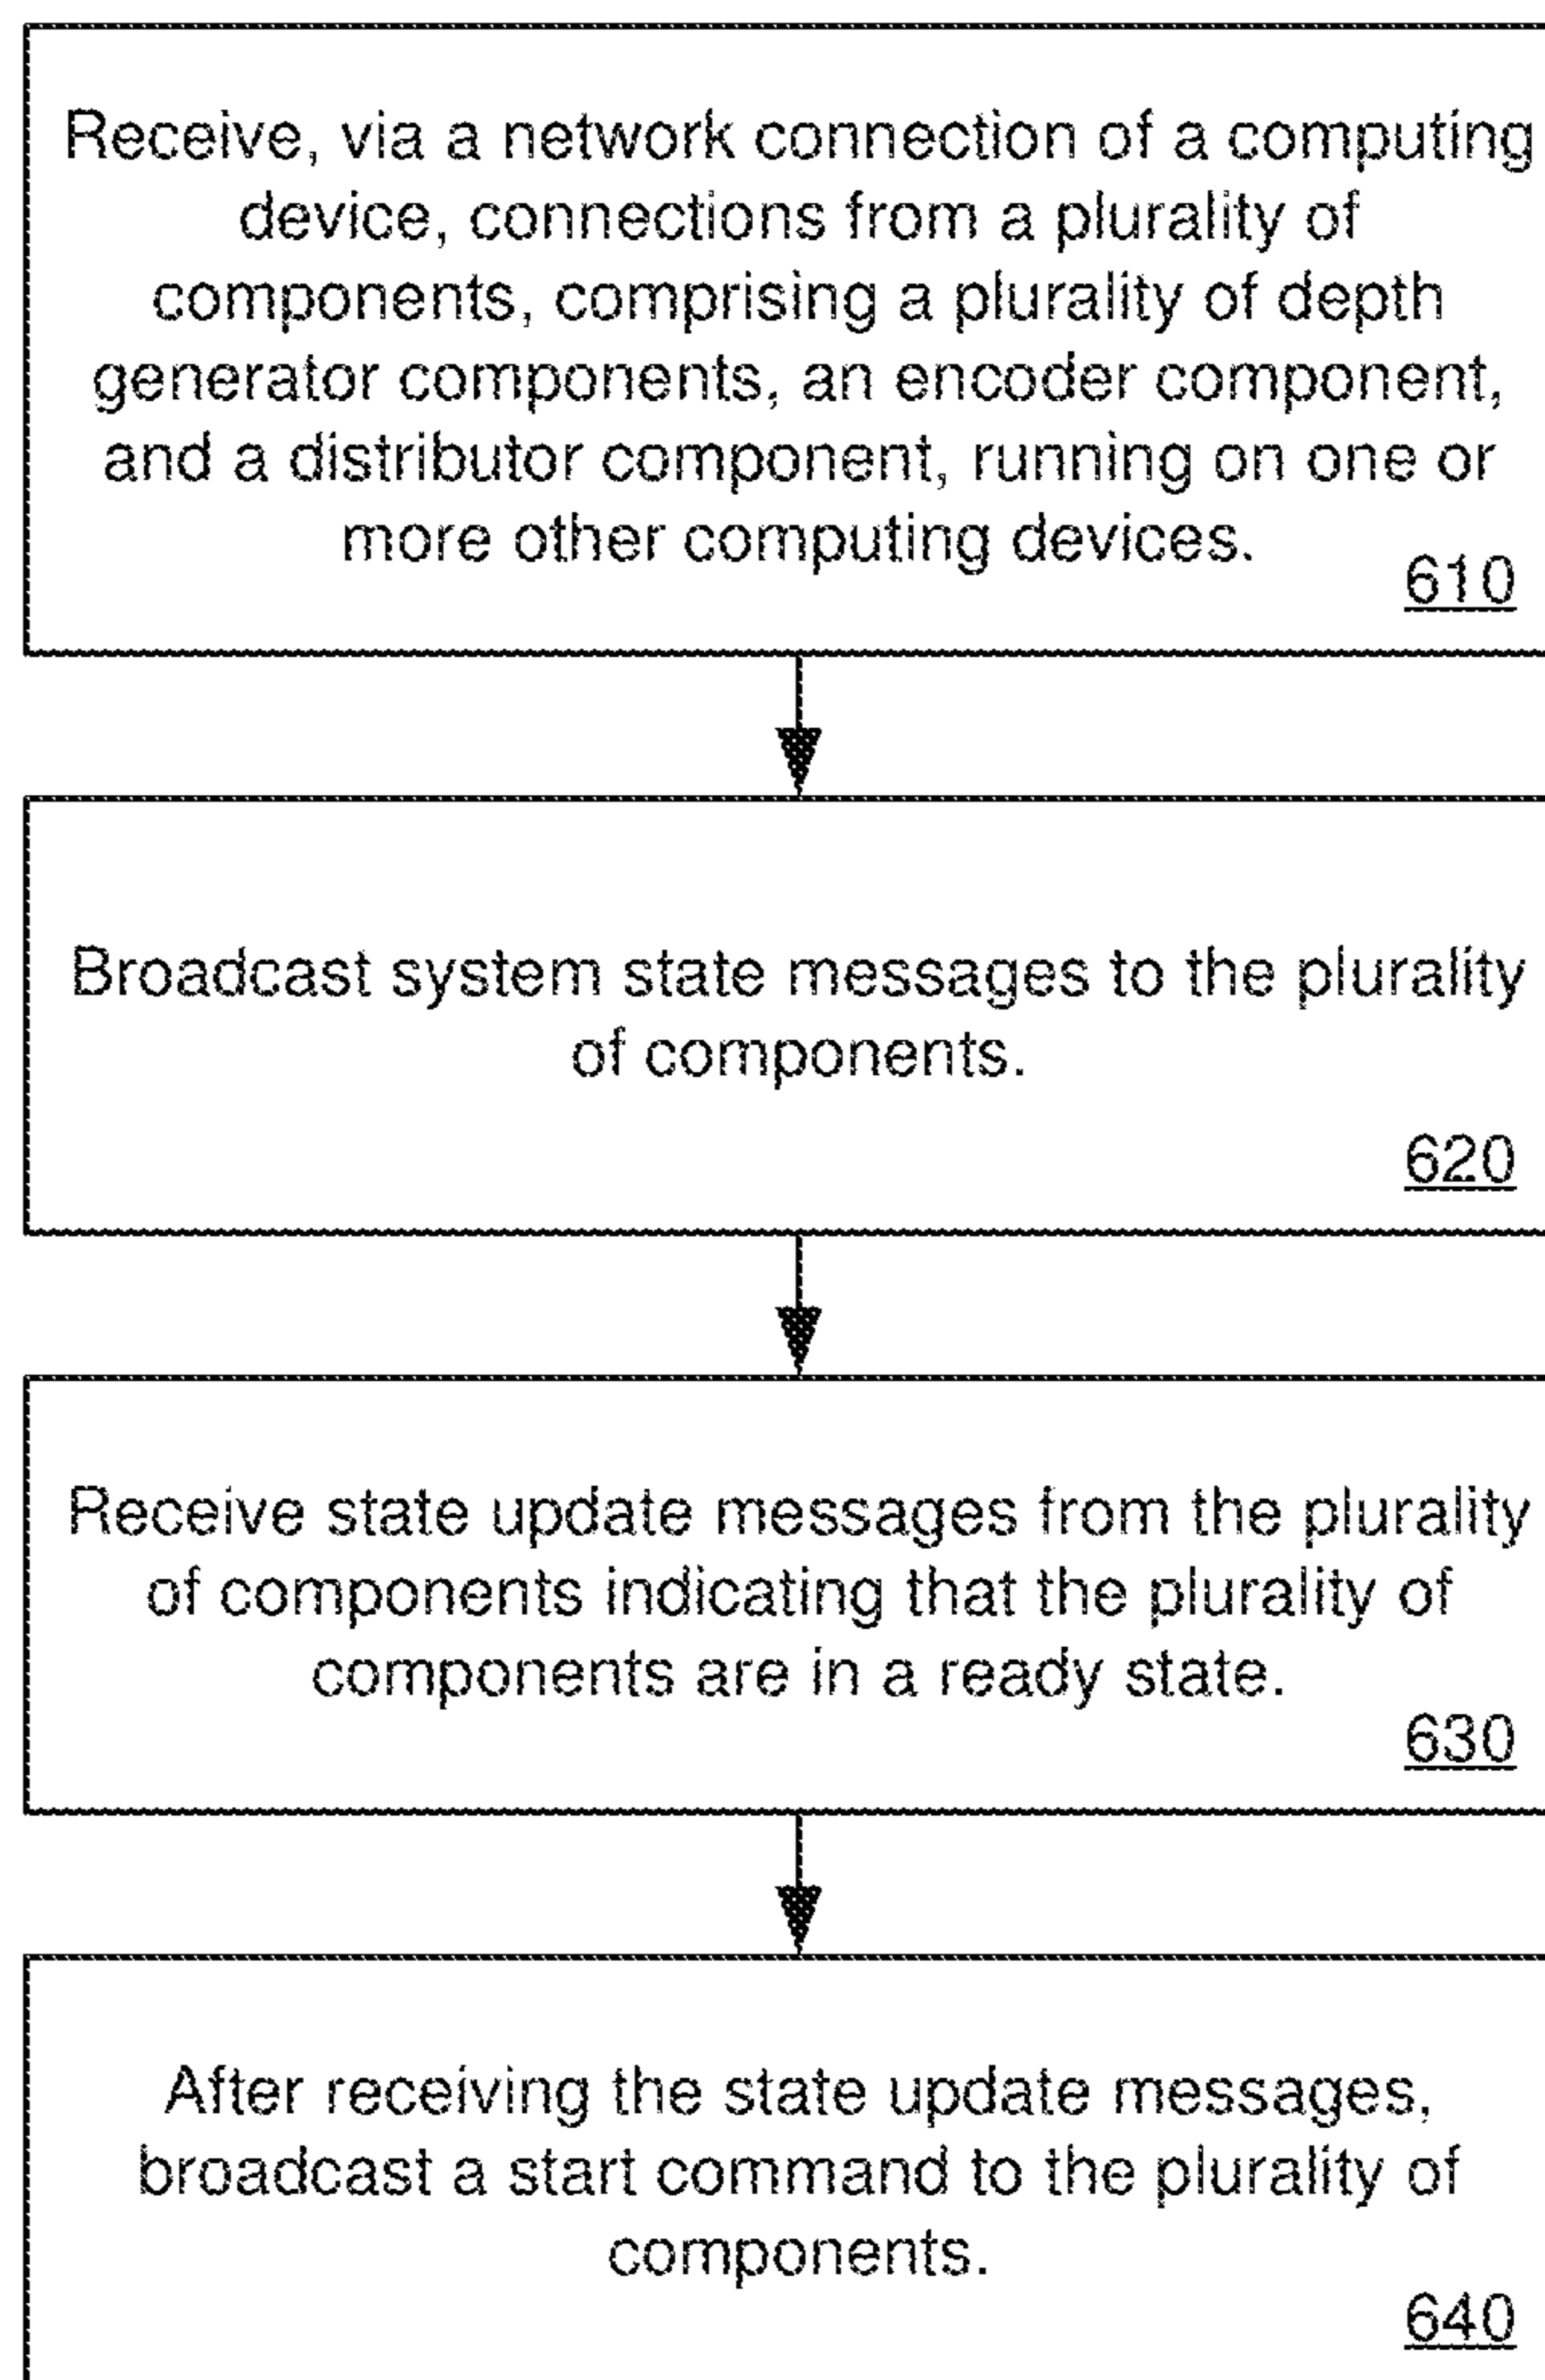 Receive, via a network connection of a computing
device, connections from a plurality of
components, comprising a plurality of depth
generator components, an encoder component,
and a distributor component, running on one or
more other computing devices.
610
Broadcast system state messages to the plurality
of components.
620
Receive state update messages from the plurality
of components indicating that the plurality of
components are in a ready state.
630
After receiving the state update messages,
broadcast a start command to the plurality of
components.
640